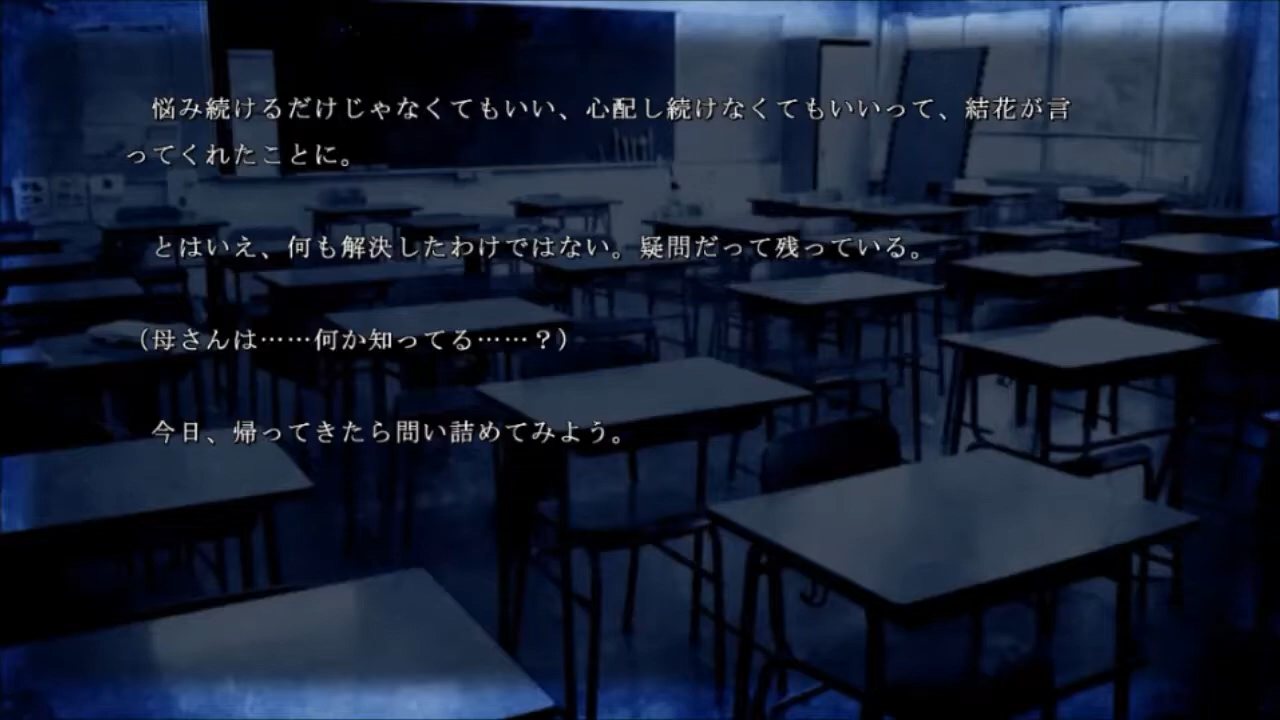 悩み続けるだけじゃなくてもいい、心配し続けなくてもいいって、結花が言
ってくれたことに。
とはいえ、何も解決したわけではない。疑問だって残っている。
（母さんは……何か知ってる……？）
今日、帰ってきたら問い詰めてみよう。